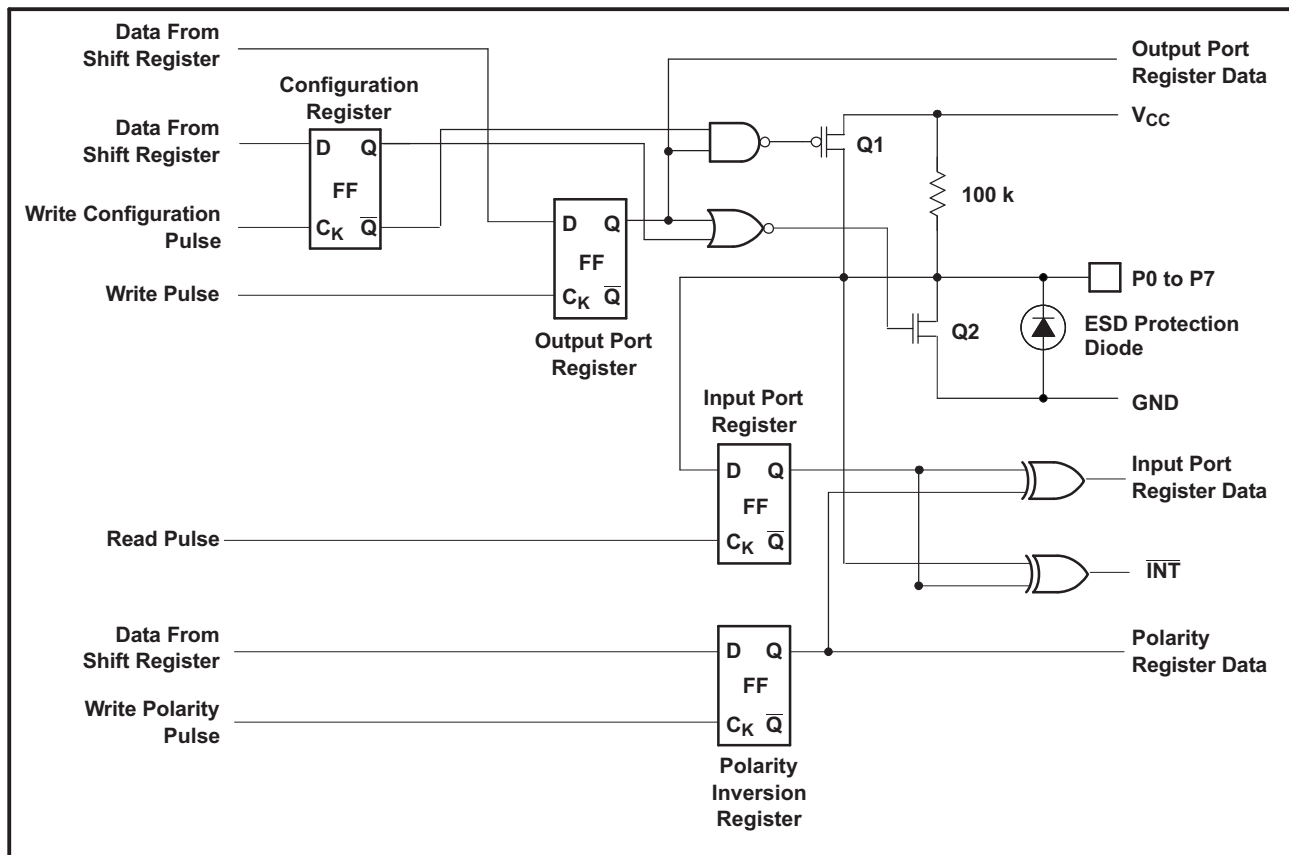 Data From
Shift Register
Output Port
Register Data
Configuration
Register
VCC
Data From
Shift Register
D Q
Q1
FF
100 k
Write Configuration
Pulse
CK Q
D Q
FF
P0 to P7
Write Pulse
CK Q
Q2
ESD Protection
Diode
Output Port
Register
GND
Input Port
Register
D Q
Input Port
Register Data
FF
Read Pulse
CK Q
INT
Data From
Shift Register
D Q
Polarity
Register Data
FF
Write Polarity
Pulse
CK Q
Polarity
Inversion
Register